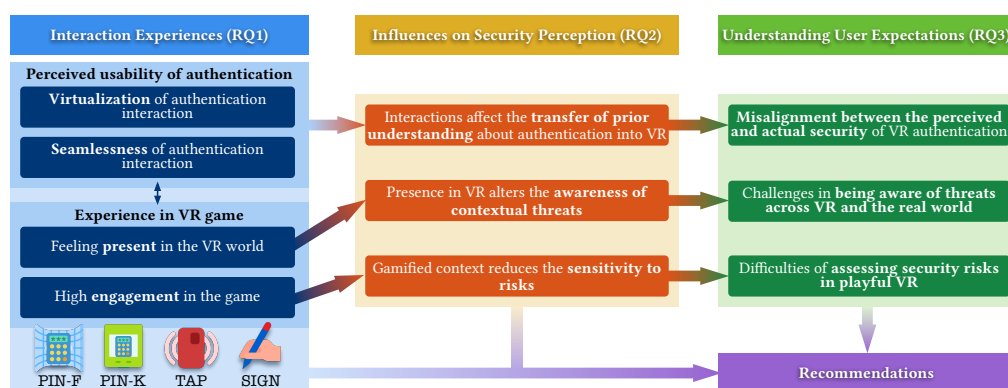 Interaction Experiences (RQ1)
Perceived usability of authentication
Virtualization of authentication
interaction
Seamlessness of authentication
interaction
Experience in VR game
Feeling present in the VR world
High engagement in the game
PIN-F PIN-K TAP SIGN
Influences on Security Perception (RQ2)
Interactions affect the transfer of prior
understanding about authentication into VR
Presence in VR alters the awareness of
contextual threats
Gamified context reduces the sensitivity to
risks
Understanding User Expectations (RQ3)
Misalignment between the perceived
and actual security of VR authentication
Challenges in being aware of threats
across VR and the real world
Difficulties of assessing security risks
in playful VR
Recommendations